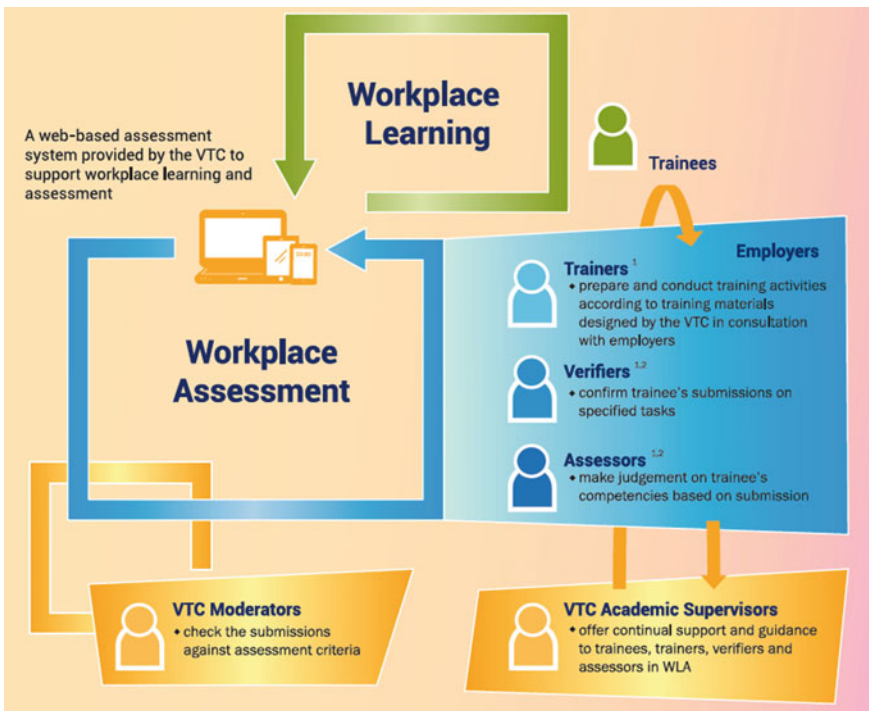 Workplace
Learning
A web-based assessment
system provided by the VTC to
support workplace learning and
assessment
Trainees
Employers
Trainers 1
◆ prepare and conduct training activities
according to training materials
designed by the VTC in consultation
with employers
Workplace
Assessment
Verifiers 1,2
◆ confirm trainee's submissions on
specified tasks
Assessors 1,2
◆ make judgement on trainee's
competencies based on submission
VTC Moderators
◆ check the submissions
against assessment criteria
VTC Academic Supervisors
◆ offer continual support and guidance
to trainees, trainers, verifiers and
assessors in WLA